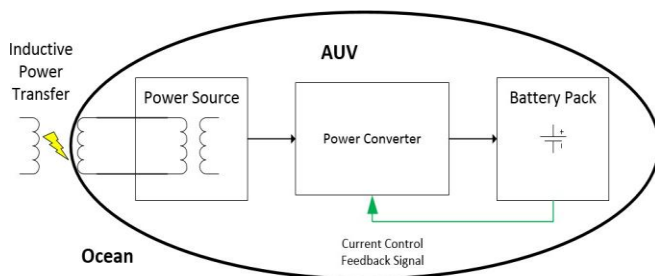 Inductive
Power
Transfer
AUV
Power Source
Power Converter
Battery Pack
+
Current Control
Feedback Signal
Ocean